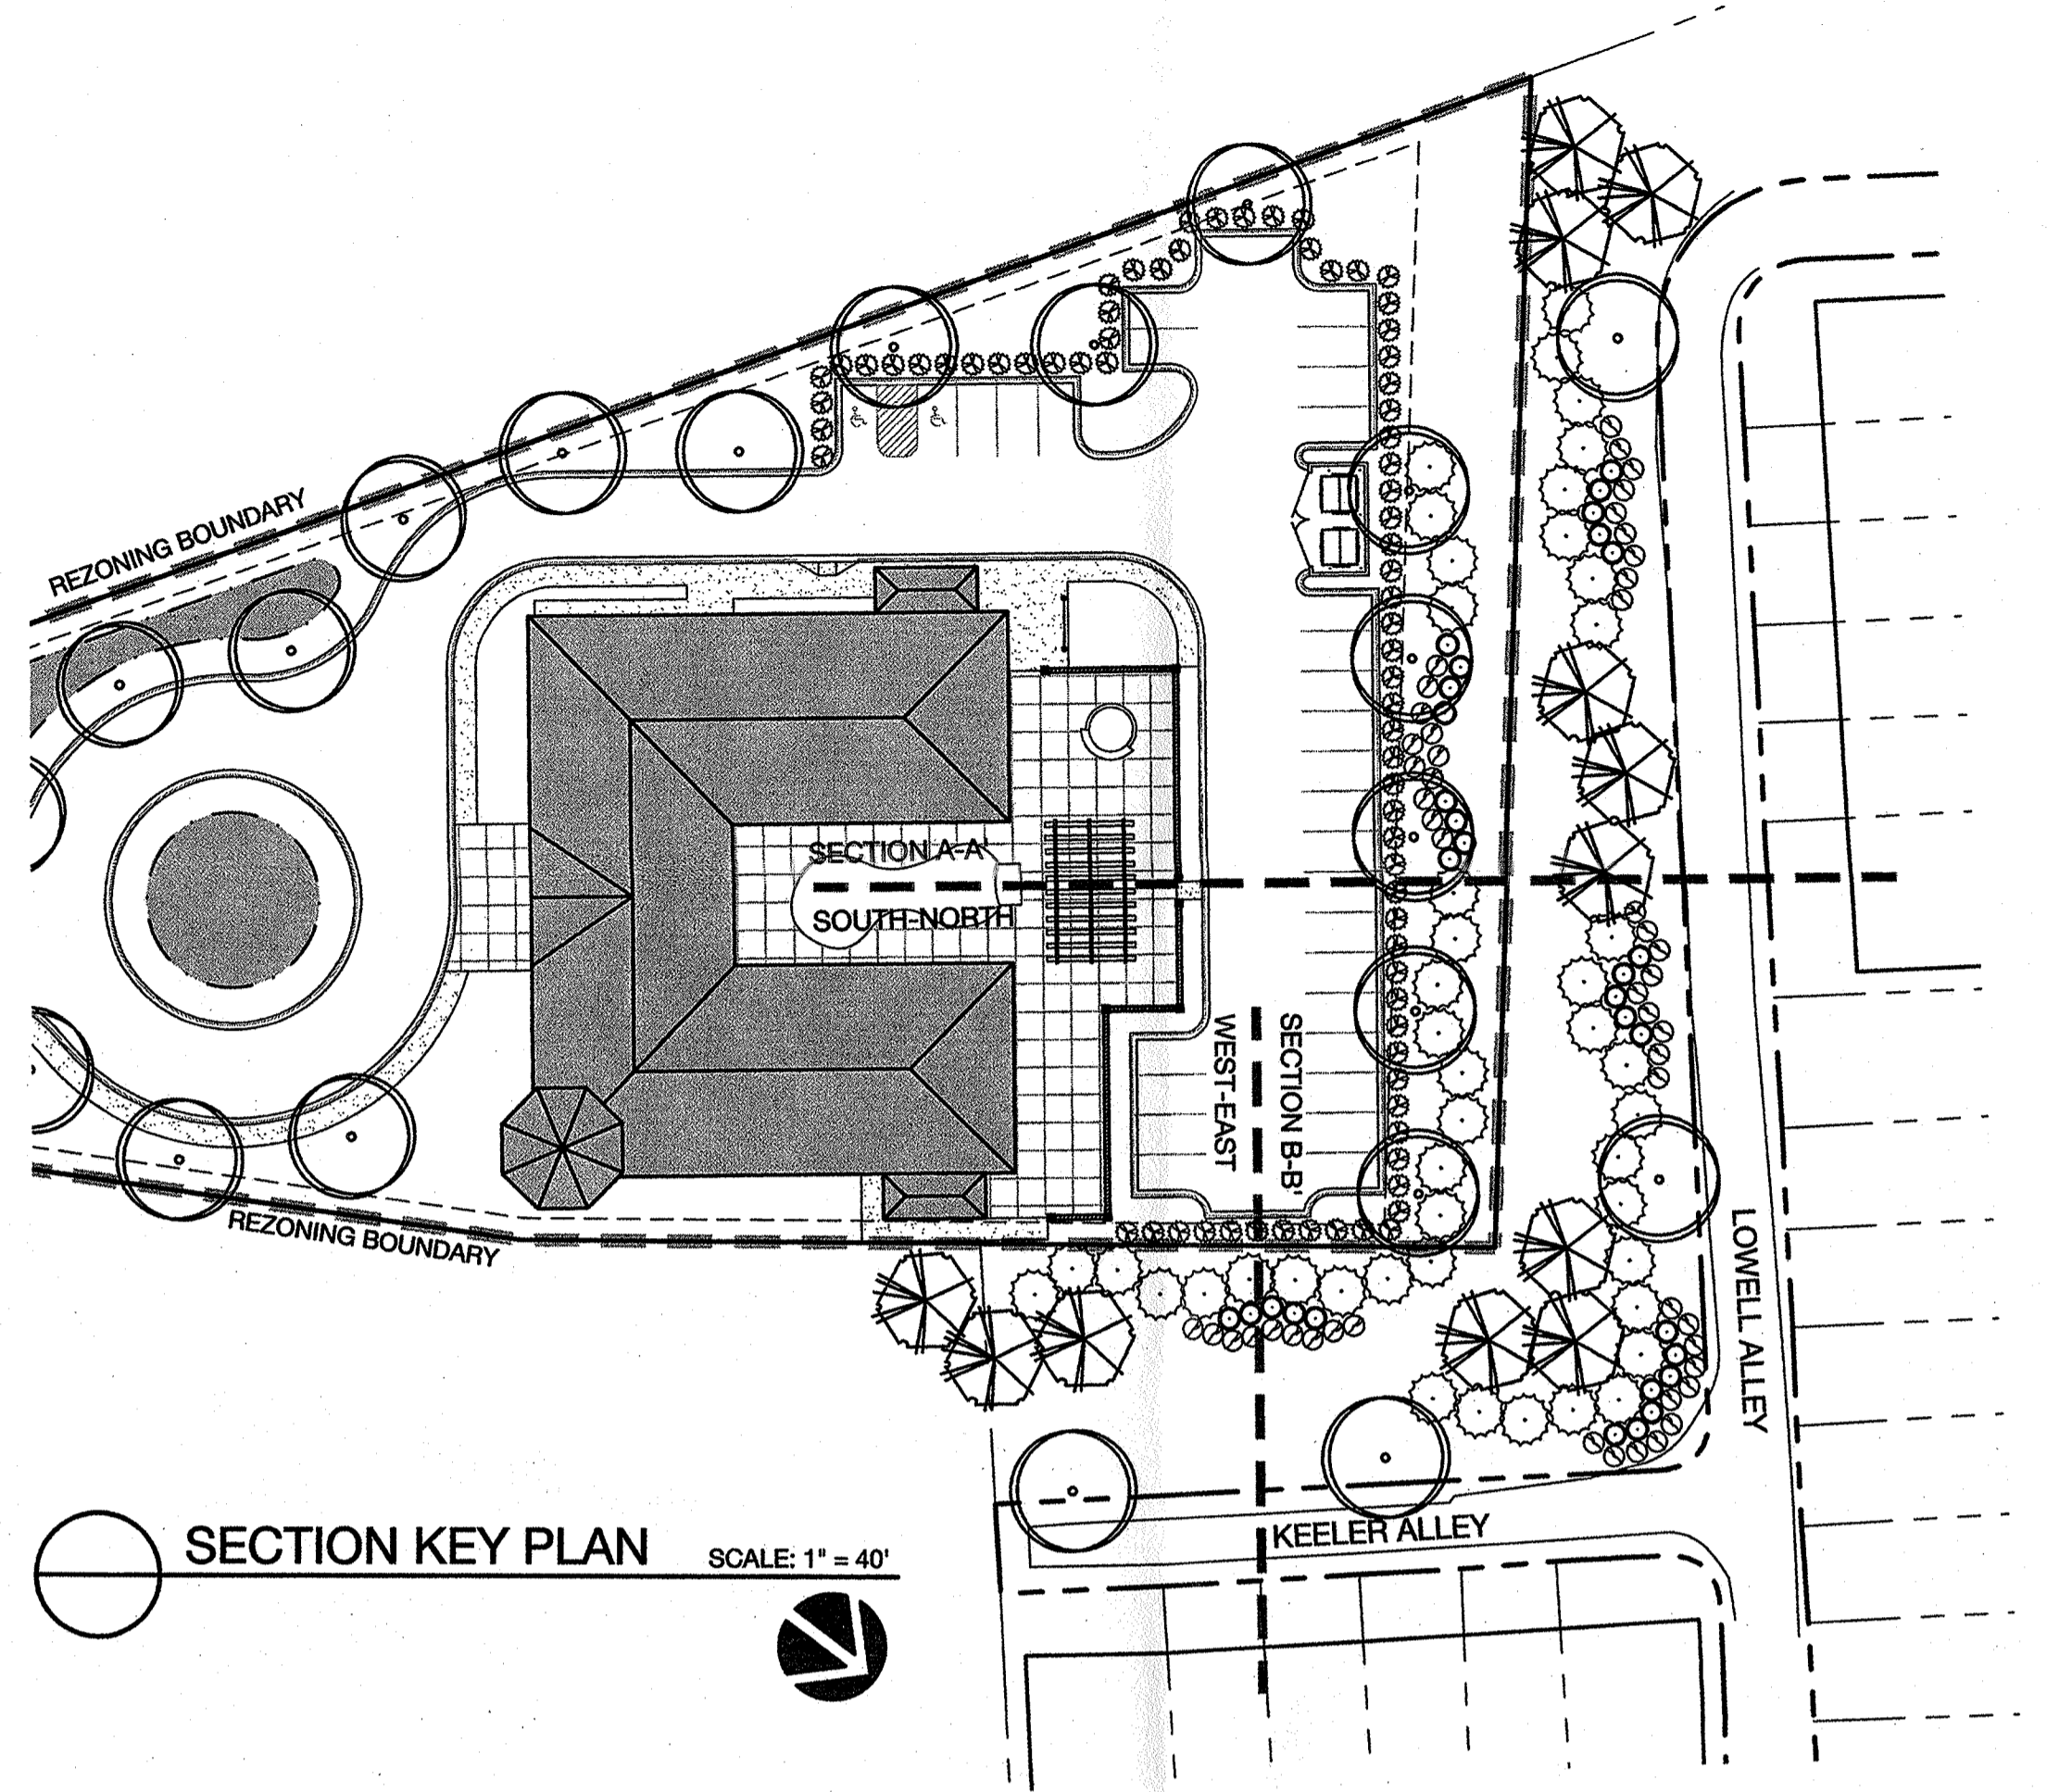 REZONING BOUNDARY
SECTION A-A'
SOUTH-NORTH
SECTION B-B'
WEST-EAST
REZONING BOUNDARY
LOWELL ALLEY
KEELER ALLEY
SECTION KEY PLAN
SCALE: 1" = 40'